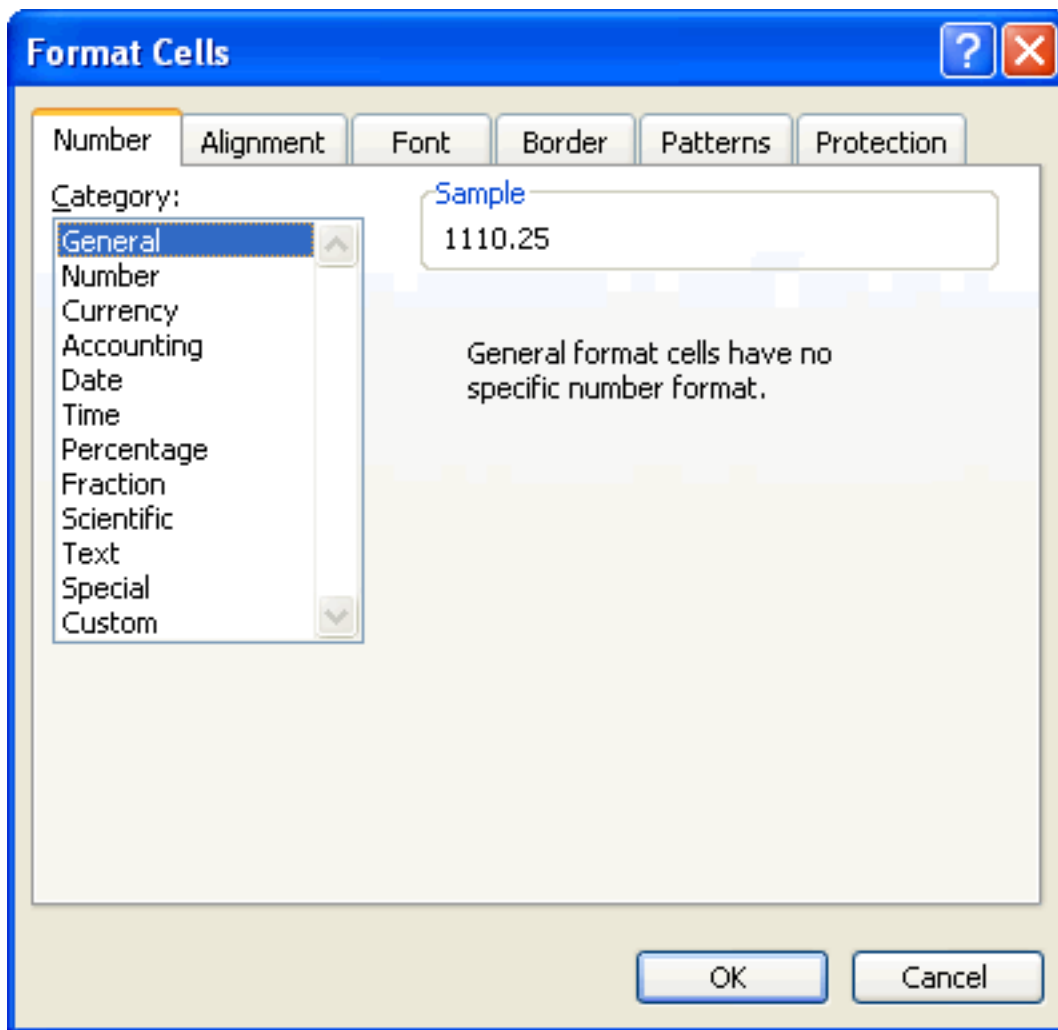 Format Cells
?
Number
Alignment
Font
Border
Patterns
Protection
Category:
General
Number
Currency
Accounting
Date
Time
Percentage
Fraction
Scientific
Text
Special
Custom
Sample
1110.25
General format cells have no
specific number format.
OK
Cancel